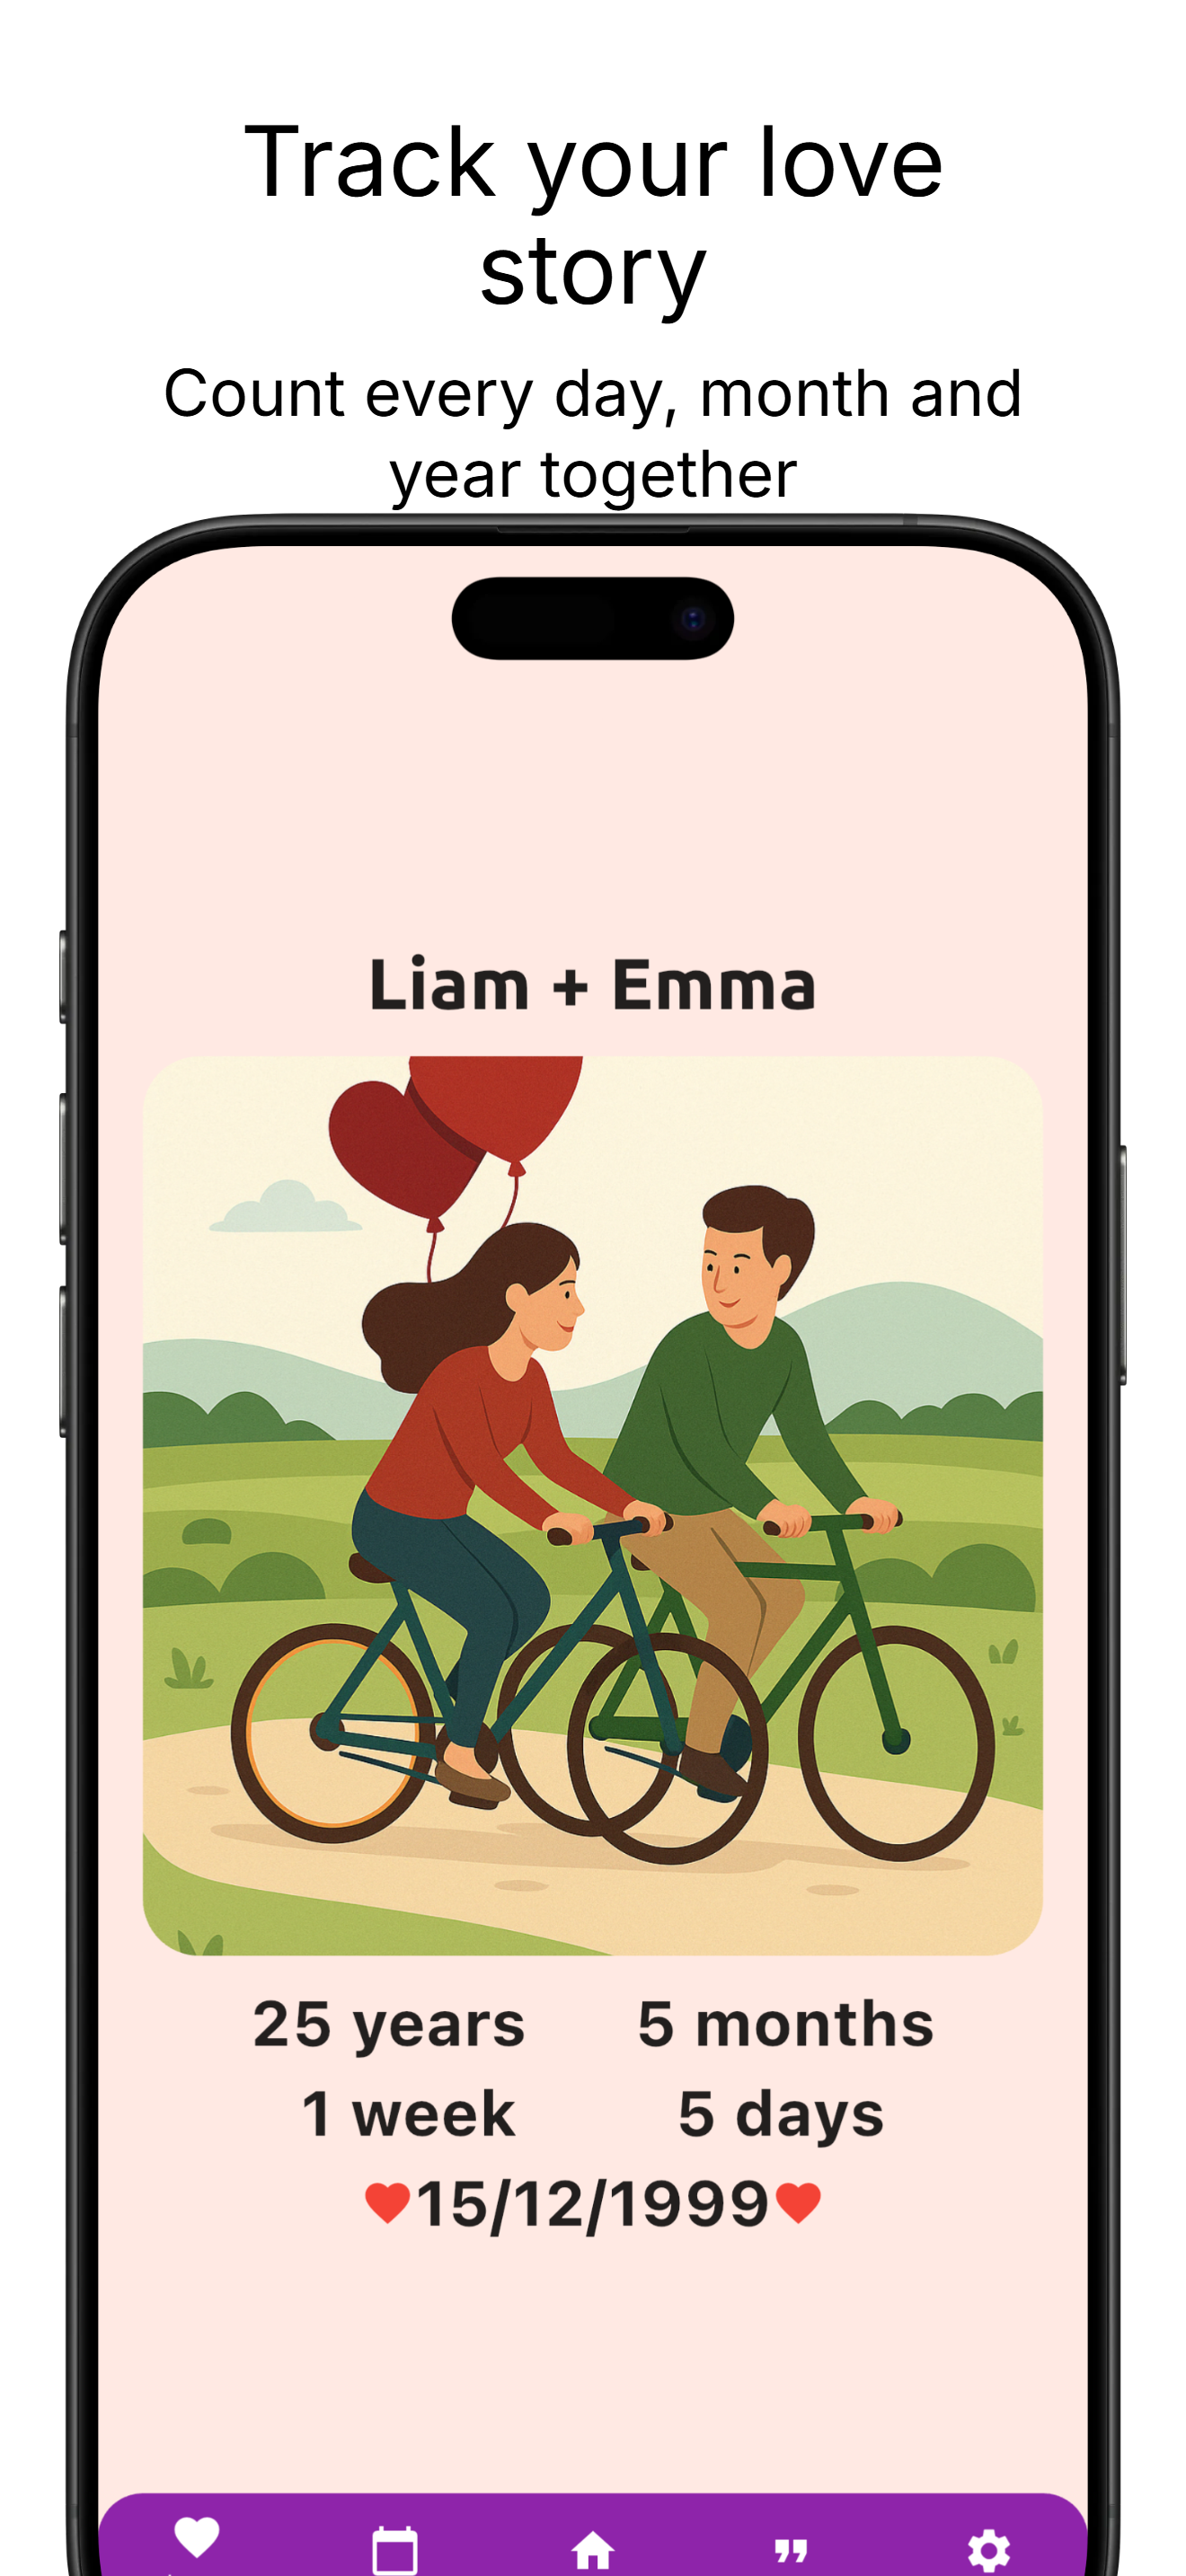 Track your love
story
Count every day, month and
year together
Liam + Emma
25 years 5 months
1 week 5 days
❤15/12/1999❤